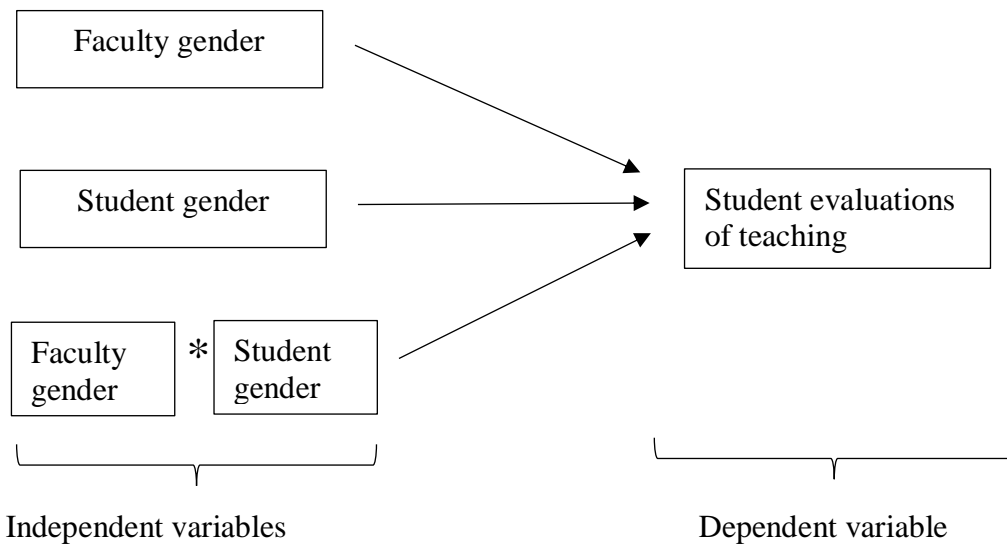 Faculty gender
Student gender
Student evaluations
of teaching
Faculty
gender
*
Student
gender
Independent variables
Dependent variable